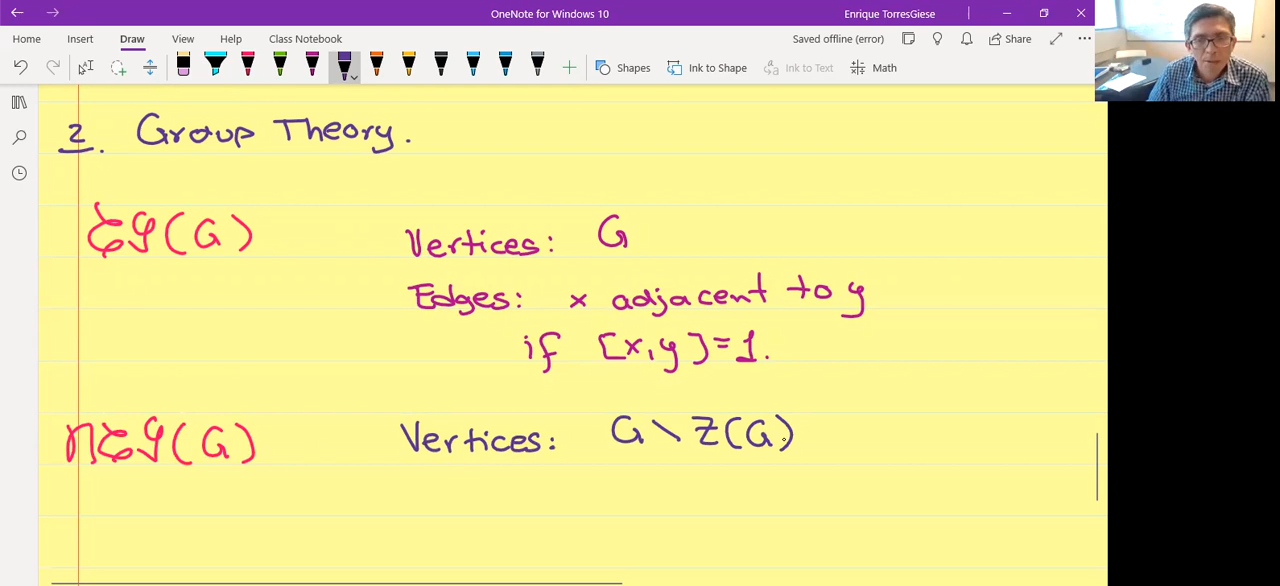 OneNote for Windows 10
Enrique TorresGiese
Home Insert Draw View Help Class Notebook
Saved offline (error)
Share
Shapes
Ink to Shape
Ink to Text
Math
2. Group Theory.
𝒞𝒢(G) Vertices: G
Edges: x adjacent to y
if [x,y]=1.
n𝒞𝒢(G) Vertices: G \ Z(G)